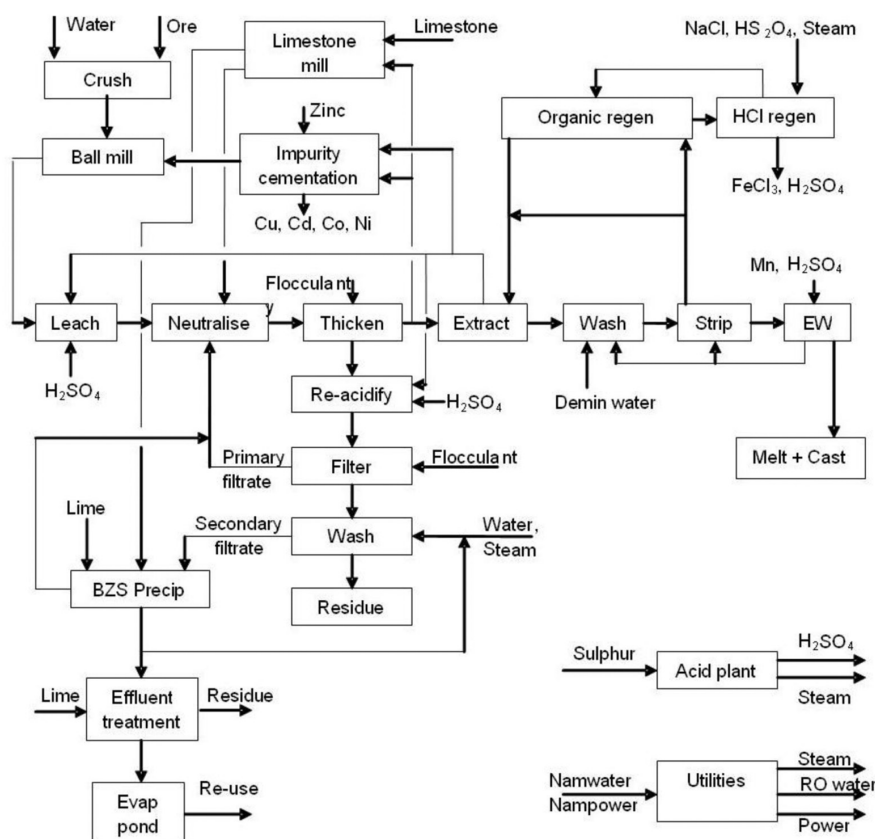 Water
Ore
Limestone
mill
Limestone
NaCl, HS₂O₄, Steam
Crush
Organic regen
HCl regen
Zinc
Ball mill
Impurity
cementation
FeCl₃, H₂SO₄
Cu, Cd, Co, Ni
Mn, H₂SO₄
Flocculant
y
Leach
Neutralise
Thicken
Extract
Wash
Strip
EW
H₂SO₄
Re-acidify
H₂SO₄
Demin water
Primary
filtrate
Filter
Flocculant
Melt + Cast
Lime
Secondary
filtrate
Wash
Water,
Steam
BZS Precip
Residue
Sulphur
Acid plant
H₂SO₄
Steam
Lime
Effluent
treatment
Residue
Namwater
Nampower
Utilities
Steam
RO water
Power
Evap
pond
Re-use